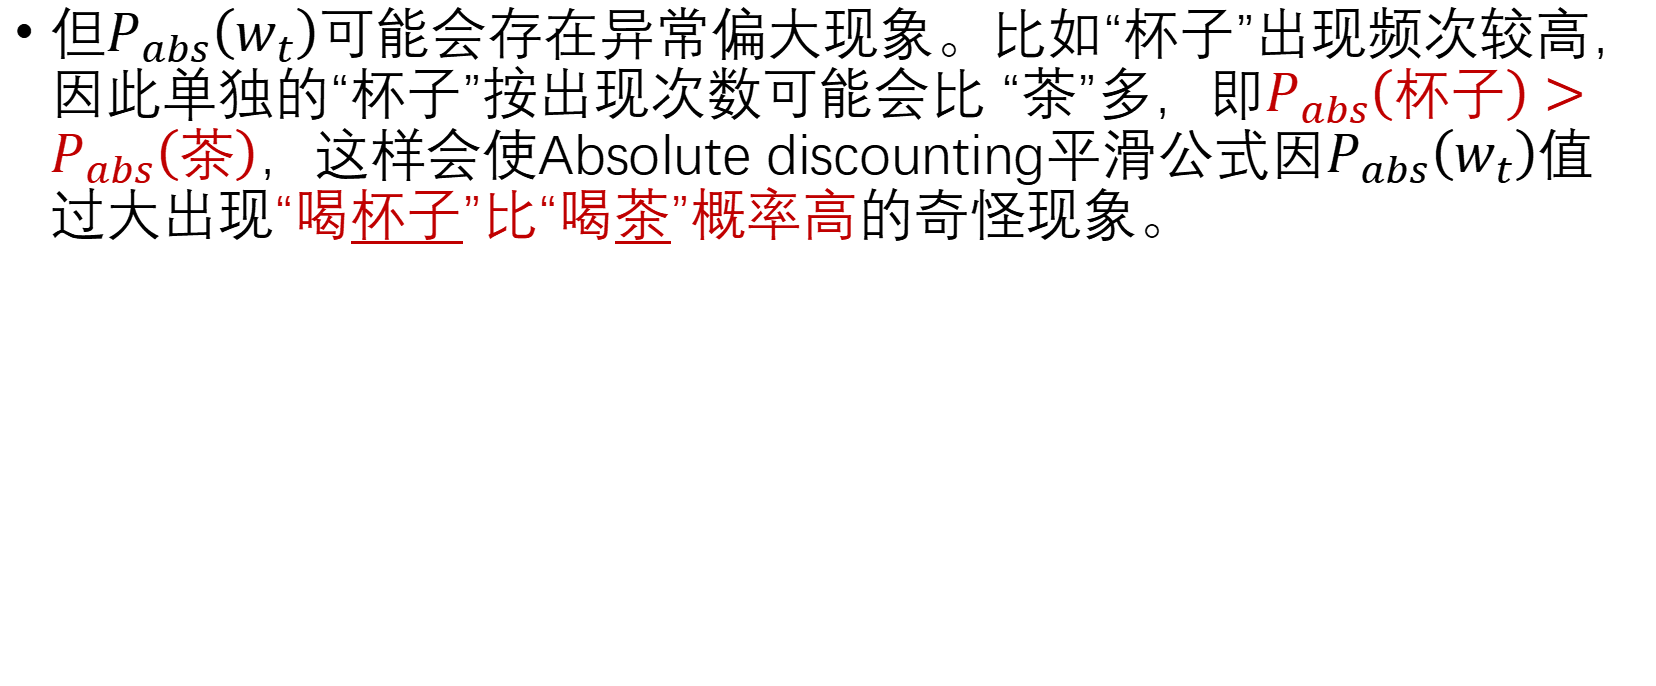 • 但P_abs(w_t)可能会存在异常偏大现象。比如“杯子”出现频次较高，
因此单独的“杯子”按出现次数可能会比 “茶”多，即P_abs(杯子) >
P_abs(茶)，这样会使Absolute discounting平滑公式因P_abs(w_t)值
过大出现“喝杯子”比“喝茶”概率高的奇怪现象。